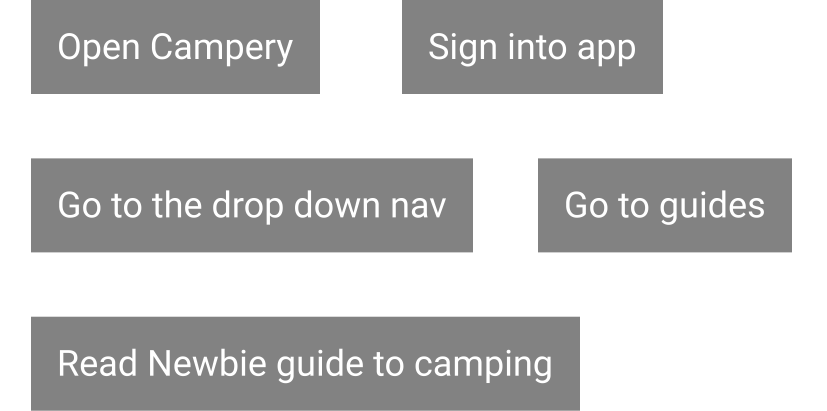 Open Campery
Sign into app
Go to the drop down nav
Go to guides
Read Newbie guide to camping